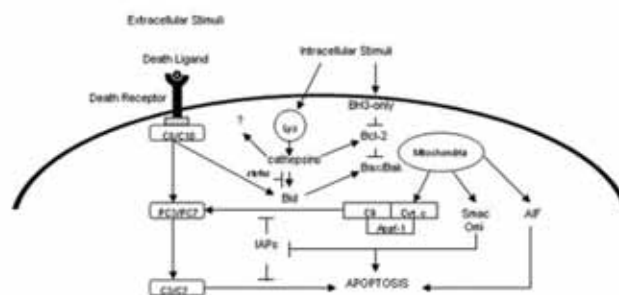 Extracellular Stimuli
Death Ligand
Intracellular Stimuli
Death Receptor
BH3-only
?
Lys
C8/C10
Bcl-2
Mitochondria
cathepsins
Bax/Bak
Bid
PC3/PC7
C9
Cyt. c
Smac
Omi
AIF
Apaf-1
IAPs
C3/C7
APOPTOSIS